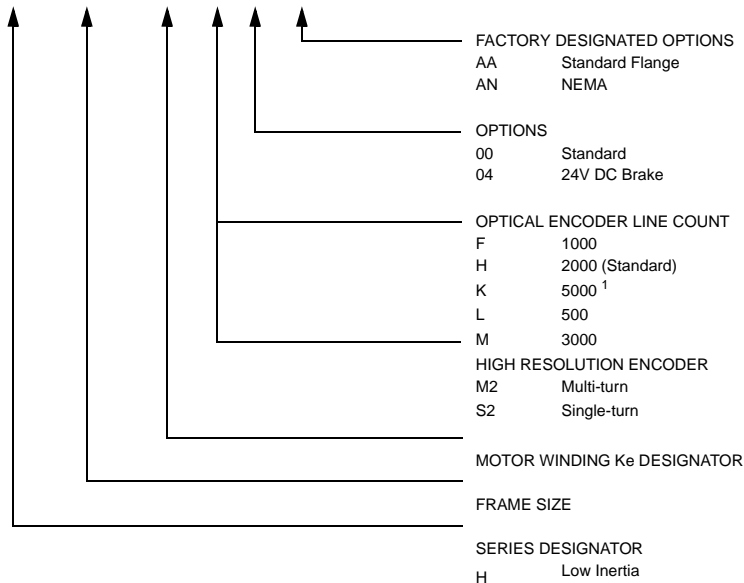 FACTORY DESIGNATED OPTIONS
AA Standard Flange
AN NEMA
OPTIONS
00 Standard
04 24V DC Brake
OPTICAL ENCODER LINE COUNT
F 1000
H 2000 (Standard)
K 5000 1
L 500
M 3000
HIGH RESOLUTION ENCODER
M2 Multi-turn
S2 Single-turn
MOTOR WINDING Ke DESIGNATOR
FRAME SIZE
SERIES DESIGNATOR
H Low Inertia